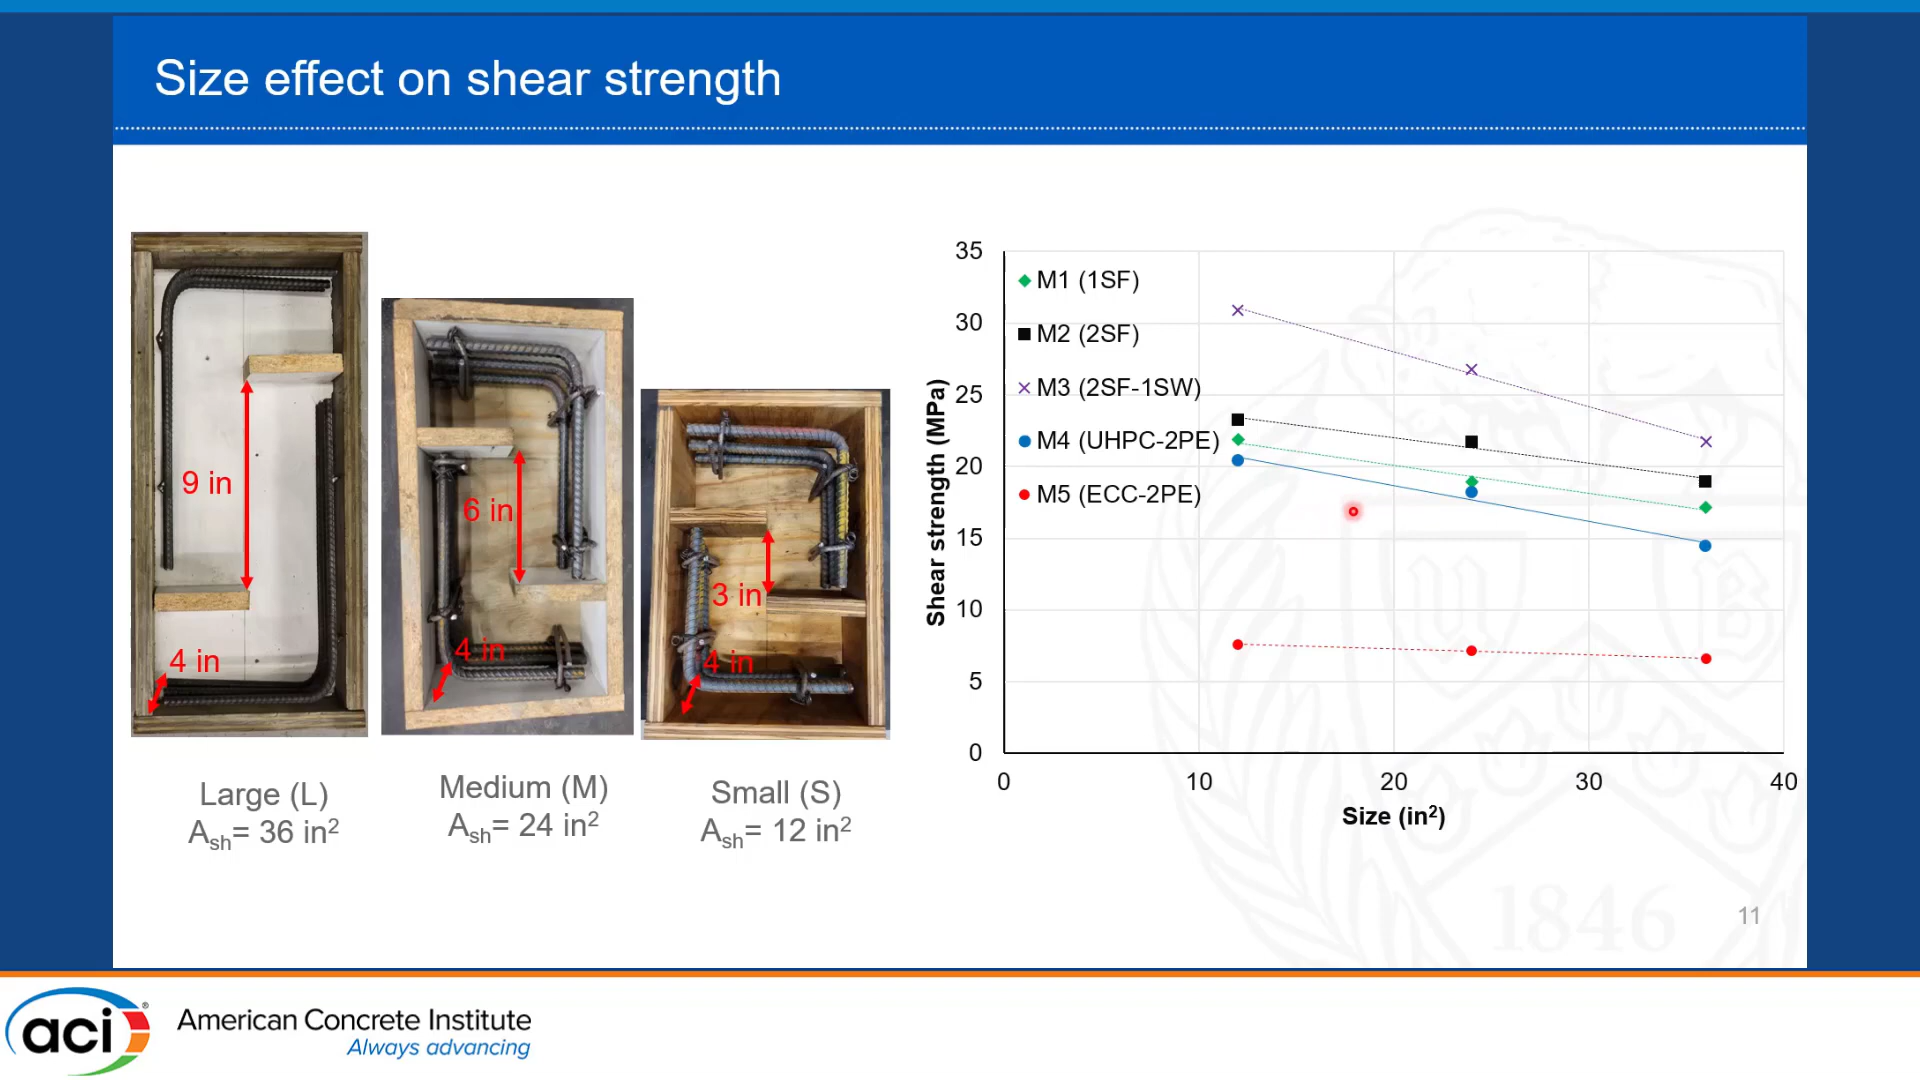 Size effect on shear strength
9 in
4 in
6 in
4 in
3 in
4 in
Large (L)
Ash= 36 in²
Medium (M)
Ash= 24 in²
Small (S)
Ash= 12 in²
Shear strength (MPa)
35
30
25
20
15
10
5
0
M1 (1SF)
M2 (2SF)
M3 (2SF-1SW)
M4 (UHPC-2PE)
M5 (ECC-2PE)
0 10 20 30 40
Size (in²)
U B
1846
11
aci®
American Concrete Institute
Always advancing